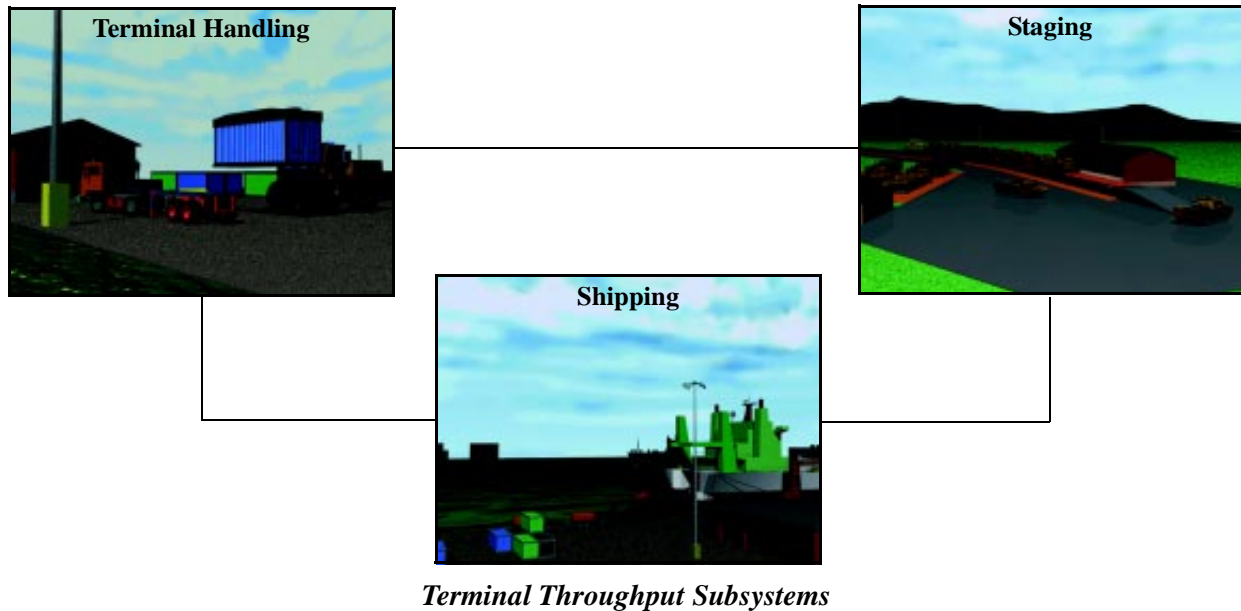 Terminal Handling
Staging
Shipping
Terminal Throughput Subsystems